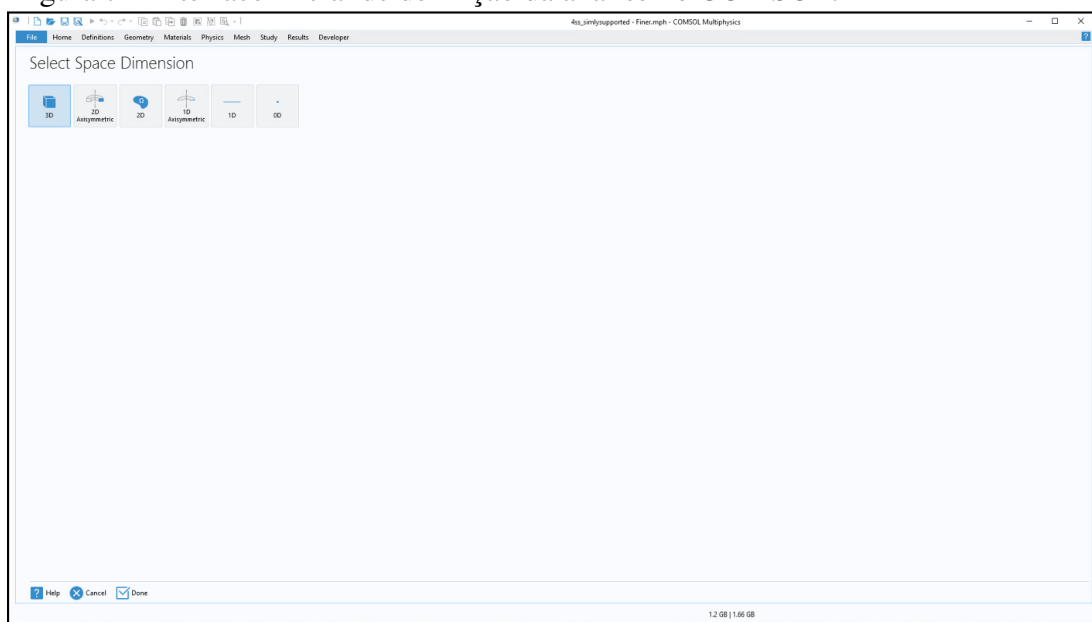 4ss_simlysupported - Finer.mph - COMSOL Multiphysics
File Home Definitions Geometry Materials Physics Mesh Study Results Developer
Select Space Dimension
3D
2D
Axisymmetric
2D
1D
Axisymmetric
1D
0D
Help Cancel Done
1.2 GB | 1.66 GB